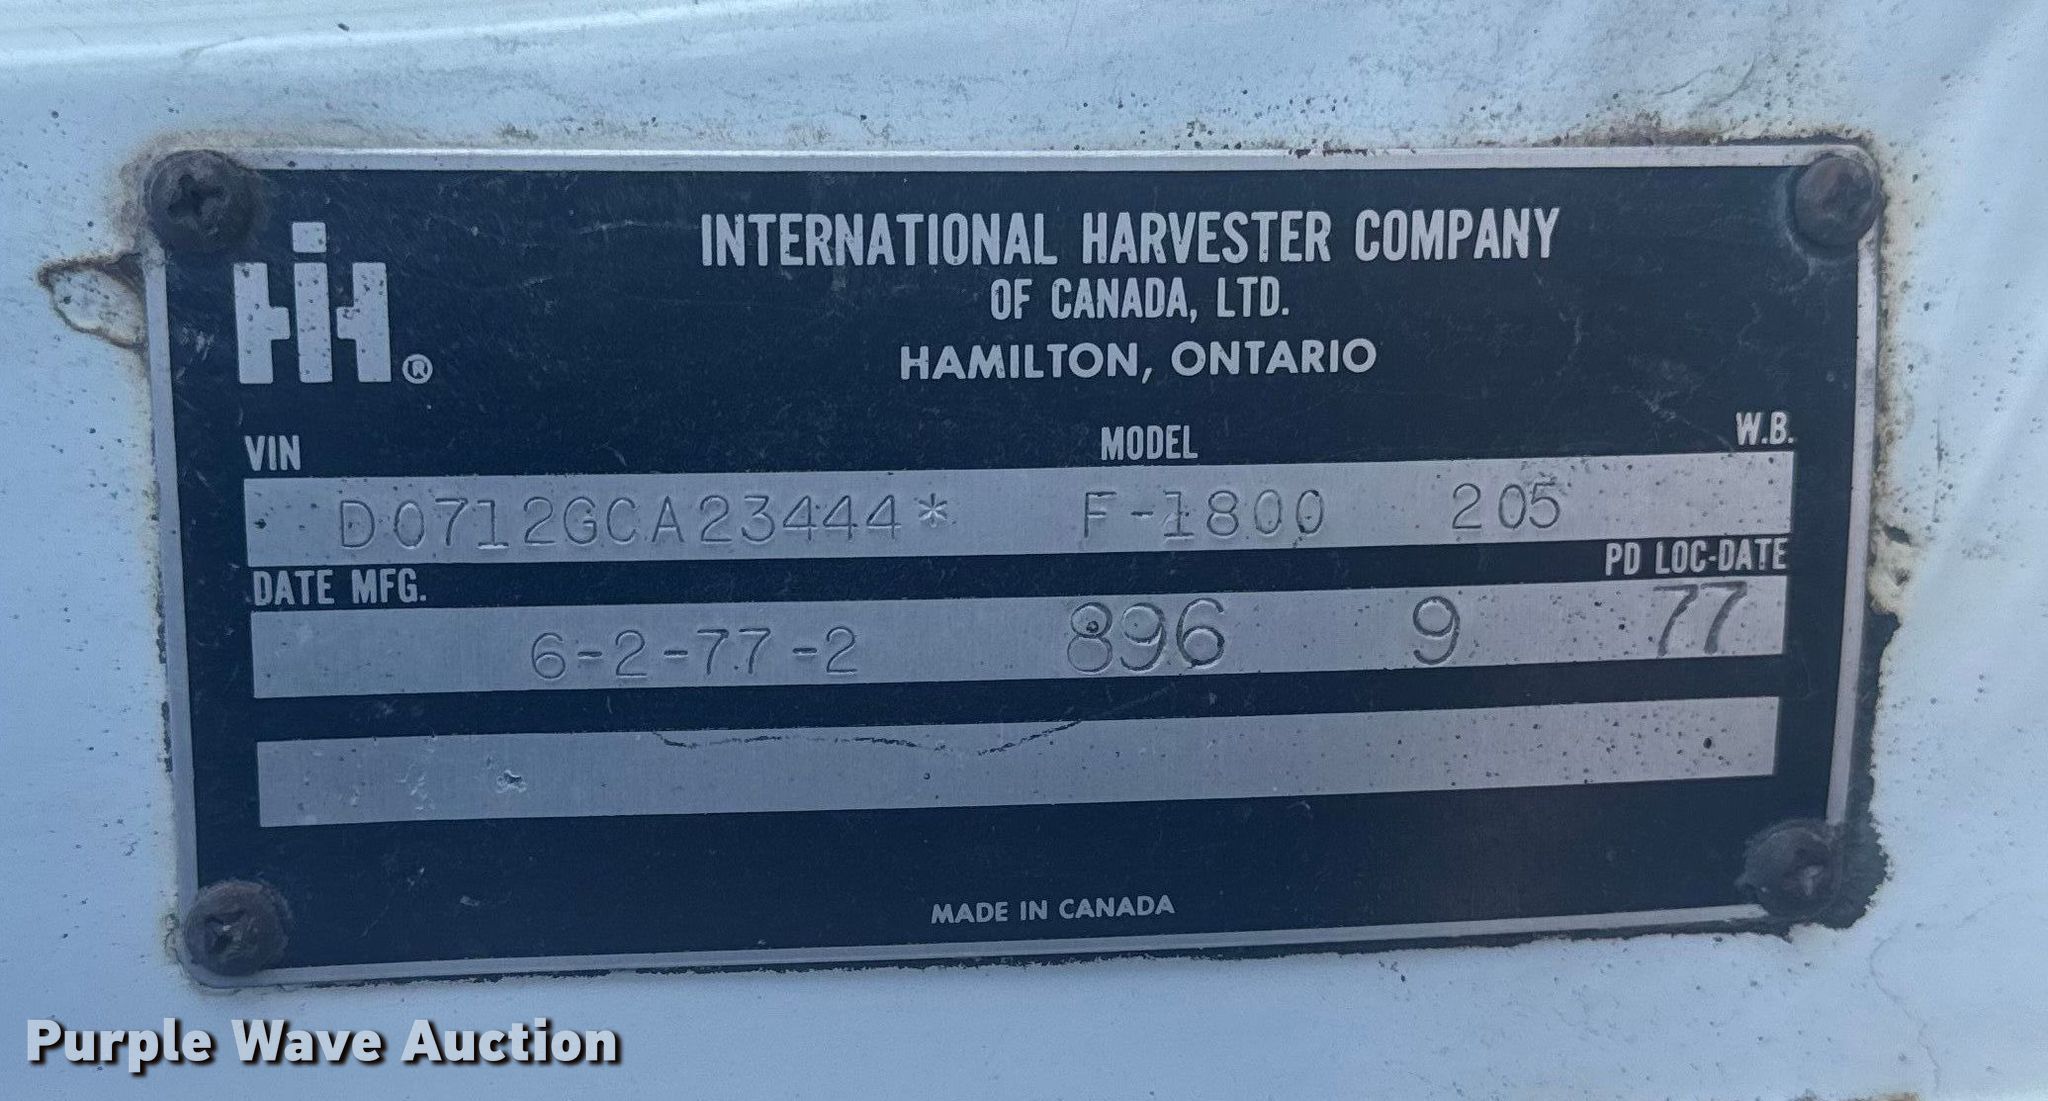 IH®
INTERNATIONAL HARVESTER COMPANY
OF CANADA, LTD.
HAMILTON, ONTARIO
VIN MODEL W.B.
D0712GCA23444* F-1800 205
DATE MFG. PD LOC-DATE
6-2-77-2 896 9 77
MADE IN CANADA
Purple Wave Auction